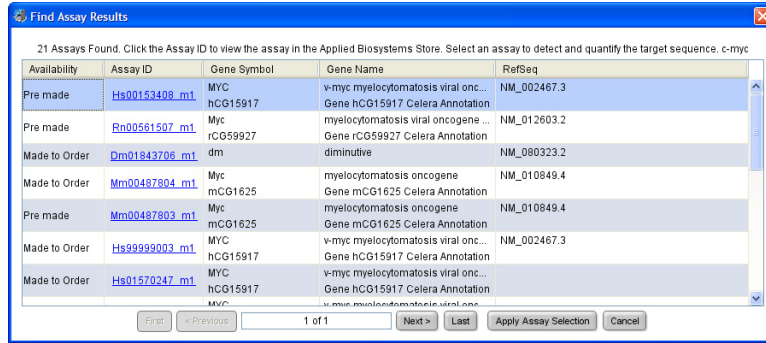 Find Assay Results
21 Assays Found. Click the Assay ID to view the assay in the Applied Biosystems Store. Select an assay to detect and quantify the target sequence. c-myc
Availability Assay ID Gene Symbol Gene Name RefSeq
Pre made Hs00153408_m1 MYC v-myc myelocytomatosis viral onc... NM_002467.3
hCG15917 Gene hCG15917 Celera Annotation
Pre made Rn00561507_m1 Myc myelocytomatosis viral oncogene ... NM_012603.2
rCG59927 Gene rCG59927 Celera Annotation
Made to Order Dm01843706_m1 dm diminutive NM_080323.2
Made to Order Mm00487804_m1 Myc myelocytomatosis oncogene NM_010849.4
mCG1625 Gene mCG1625 Celera Annotation
Pre made Mm00487803_m1 Myc myelocytomatosis oncogene NM_010849.4
mCG1625 Gene mCG1625 Celera Annotation
Made to Order Hs99999003_m1 MYC v-myc myelocytomatosis viral onc... NM_002467.3
hCG15917 Gene hCG15917 Celera Annotation
Made to Order Hs01570247_m1 MYC v-myc myelocytomatosis viral onc...
hCG15917 Gene hCG15917 Celera Annotation
MYC v-myc myelocytomatosis viral onc...
First < Previous 1 of 1 Next > Last Apply Assay Selection Cancel